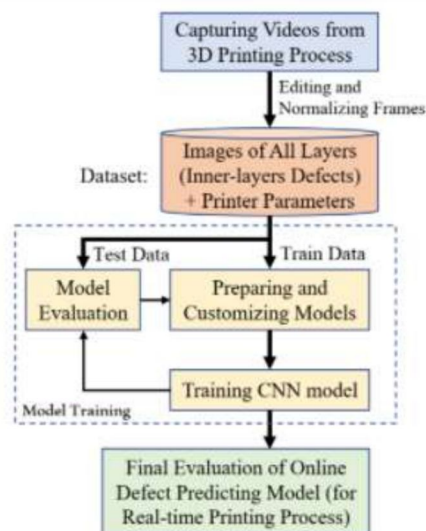 Capturing Videos from
3D Printing Process
Editing and
Normalizing Frames
Dataset:
Images of All Layers
(Inner-layers Defects)
+ Printer Parameters
Test Data
Train Data
Model
Evaluation
Preparing and
Customizing Models
Training CNN model
Model Training
Final Evaluation of Online
Defect Predicting Model (for
Real-time Printing Process)